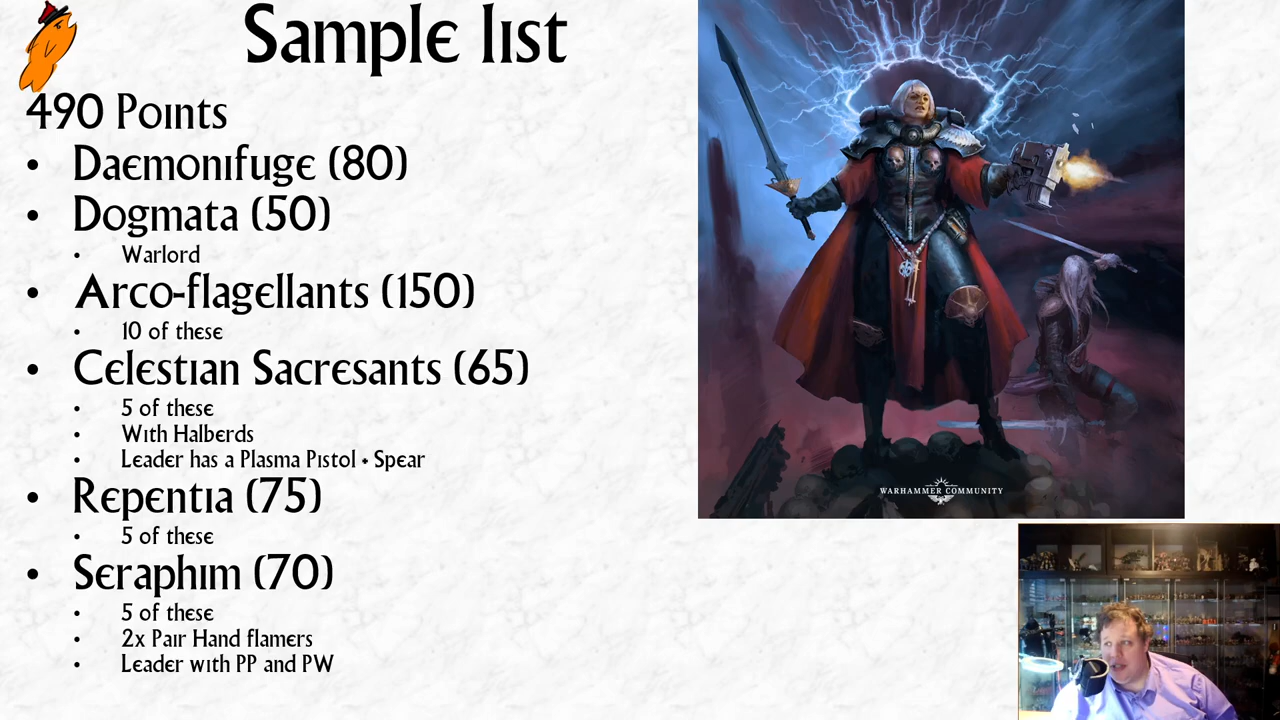 Sample list
490 Points
• Daemonifuge (80)
• Dogmata (50)
• Warlord
• Arco-flagellants (150)
• 10 of these
• Celestian Sacresants (65)
• 5 of these
• With Halberds
• Leader has a Plasma Pistol + Spear
• Repentia (75)
• 5 of these
• Seraphim (70)
• 5 of these
• 2x Pair Hand flamers
• Leader with PP and PW
WARHAMMER COMMUNITY